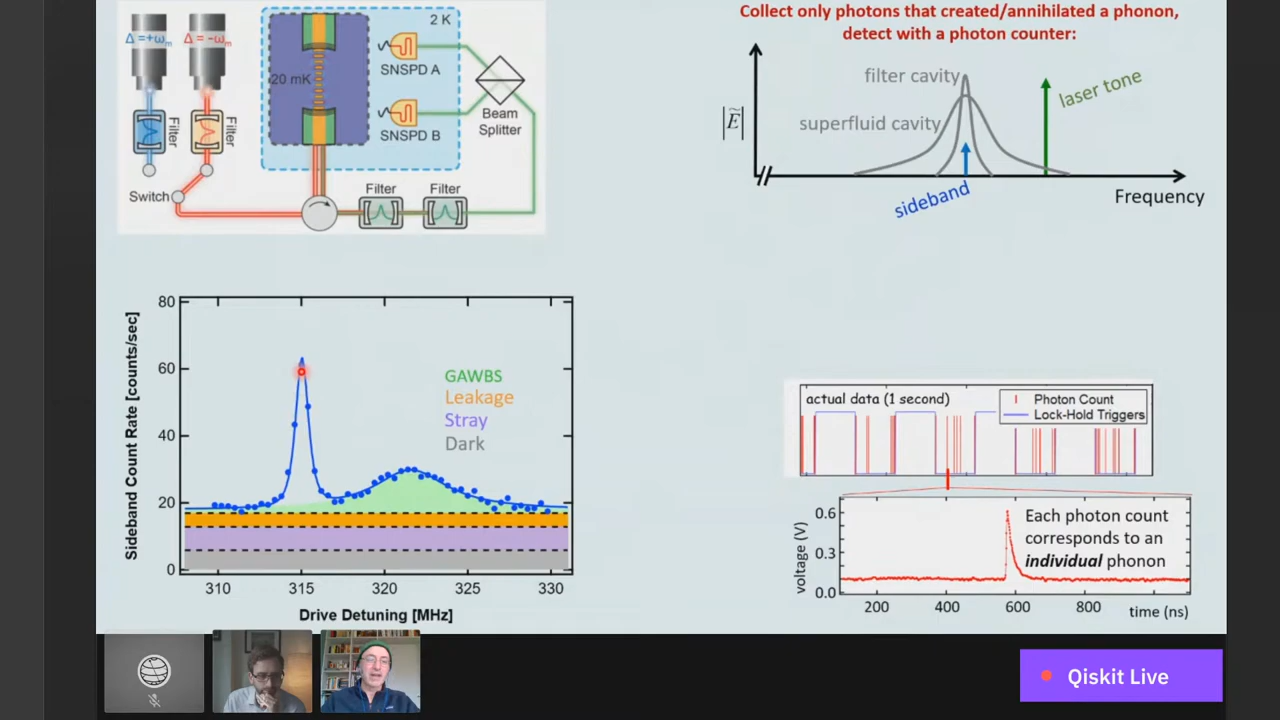 Δ =+ωm
Δ = -ωm
2 K
20 mK
SNSPD A
SNSPD B
Filter
Filter
Beam
Splitter
Switch
Filter
Filter
Collect only photons that created/annihilated a phonon,
detect with a photon counter:
filter cavity
superfluid cavity
laser tone
|Ẽ|
sideband
Frequency
Sideband Count Rate [counts/sec]
80
60
40
20
0
GAWBS
Leakage
Stray
Dark
310
315
320
325
330
Drive Detuning [MHz]
actual data (1 second)
Photon Count
Lock-Hold Triggers
voltage (V)
0.6
0.3
0.0
Each photon count
corresponds to an
individual phonon
200
400
600
800
time (ns)
Qiskit Live